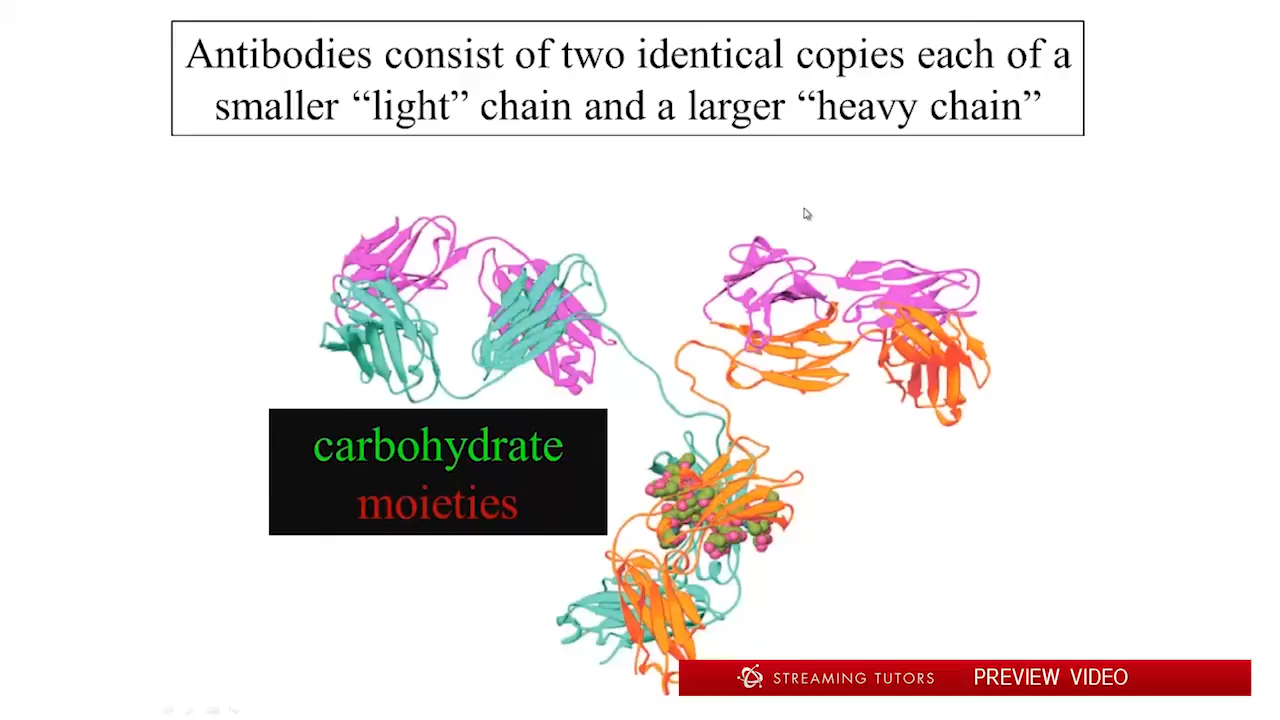 Antibodies consist of two identical copies each of a
smaller “light” chain and a larger “heavy chain”
carbohydrate
moieties
STREAMING TUTORS PREVIEW VIDEO